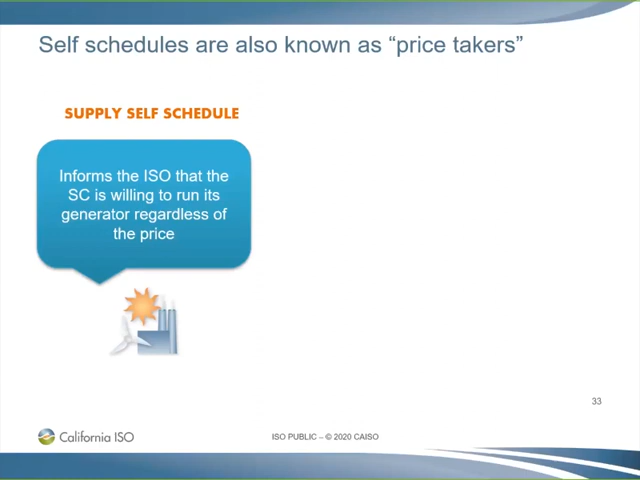 Self schedules are also known as “price takers”
SUPPLY SELF SCHEDULE
Informs the ISO that the
SC is willing to run its
generator regardless of
the price
33
California ISO
ISO PUBLIC – © 2020 CAISO